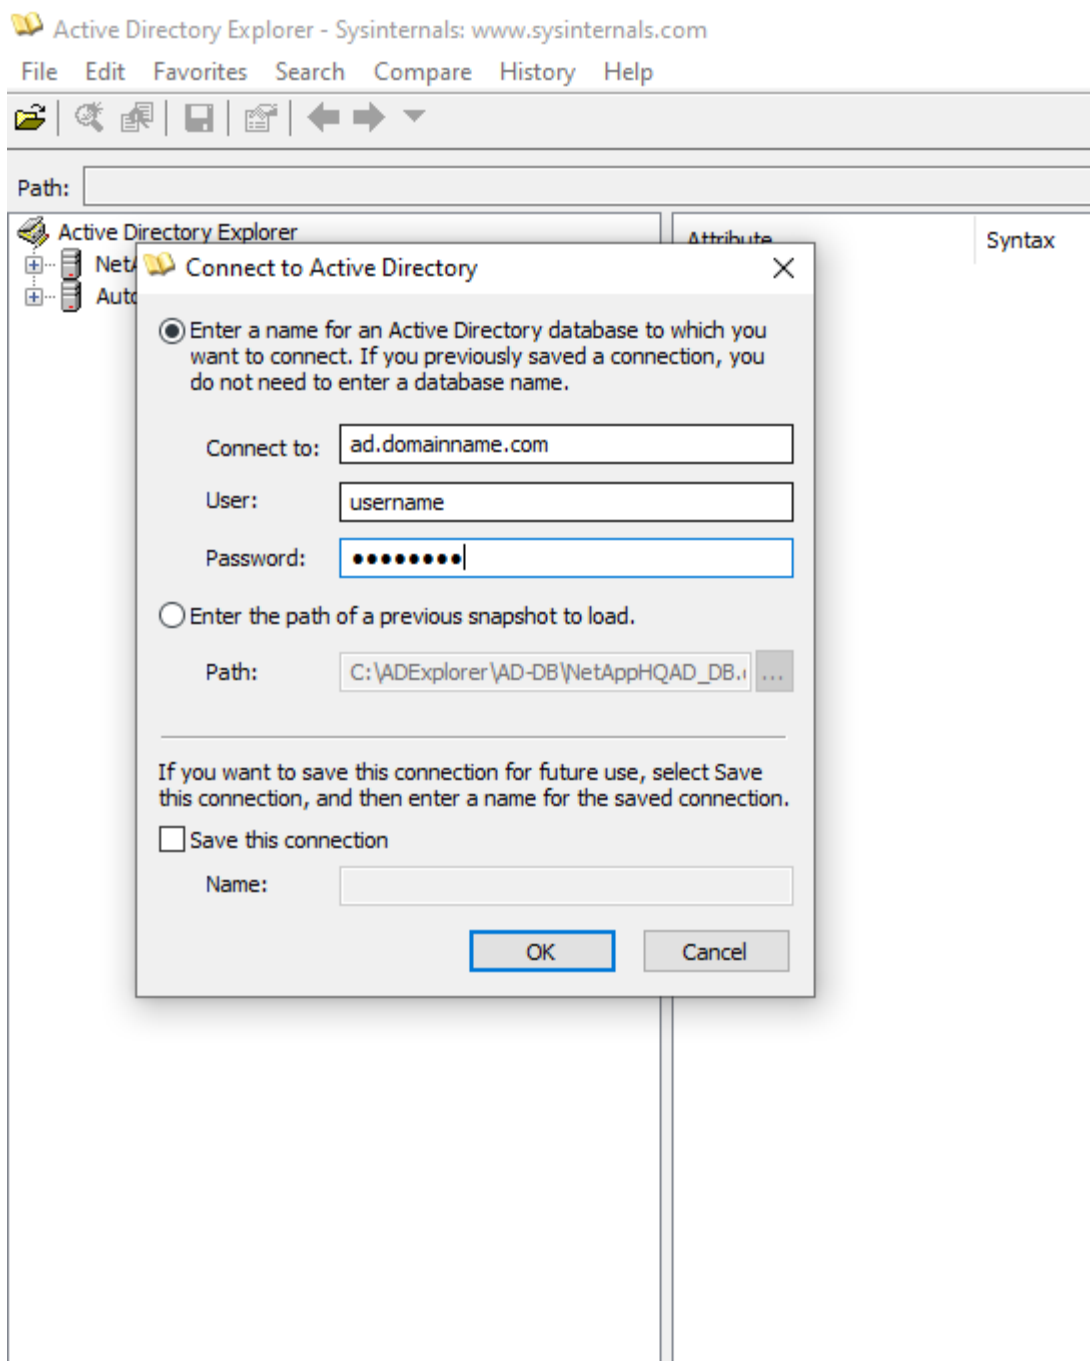 Active Directory Explorer - Sysinternals: www.sysinternals.com
File Edit Favorites Search Compare History Help
Path:
Active Directory Explorer
Attribute
Syntax
Connect to Active Directory
Enter a name for an Active Directory database to which you
want to connect. If you previously saved a connection, you
do not need to enter a database name.
Connect to: ad.domainname.com
User: username
Password: ●●●●●●●●
Enter the path of a previous snapshot to load.
Path: C:\ADExplorer\AD-DB\NetAppHQAD_DB. ...
If you want to save this connection for future use, select Save
this connection, and then enter a name for the saved connection.
Save this connection
Name:
OK Cancel